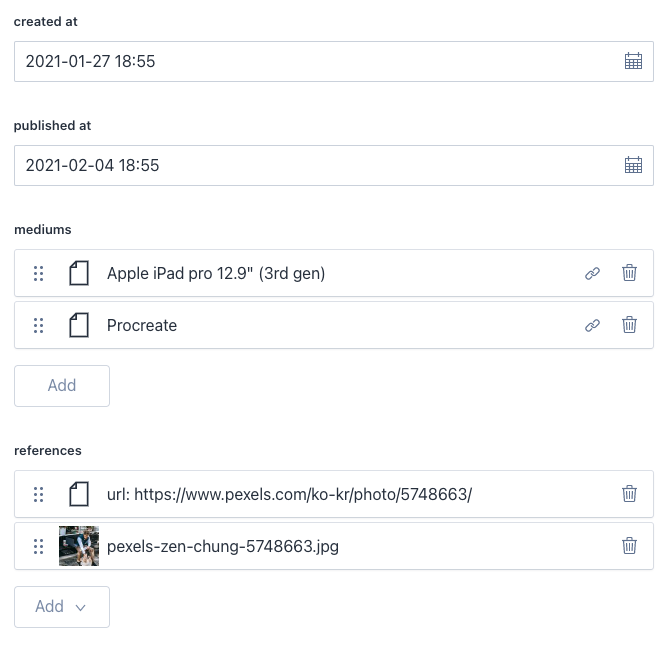 created at
2021-01-27 18:55
published at
2021-02-04 18:55
mediums
Apple iPad pro 12.9" (3rd gen)
Procreate
Add
references
url: https://www.pexels.com/ko-kr/photo/5748663/
pexels-zen-chung-5748663.jpg
Add